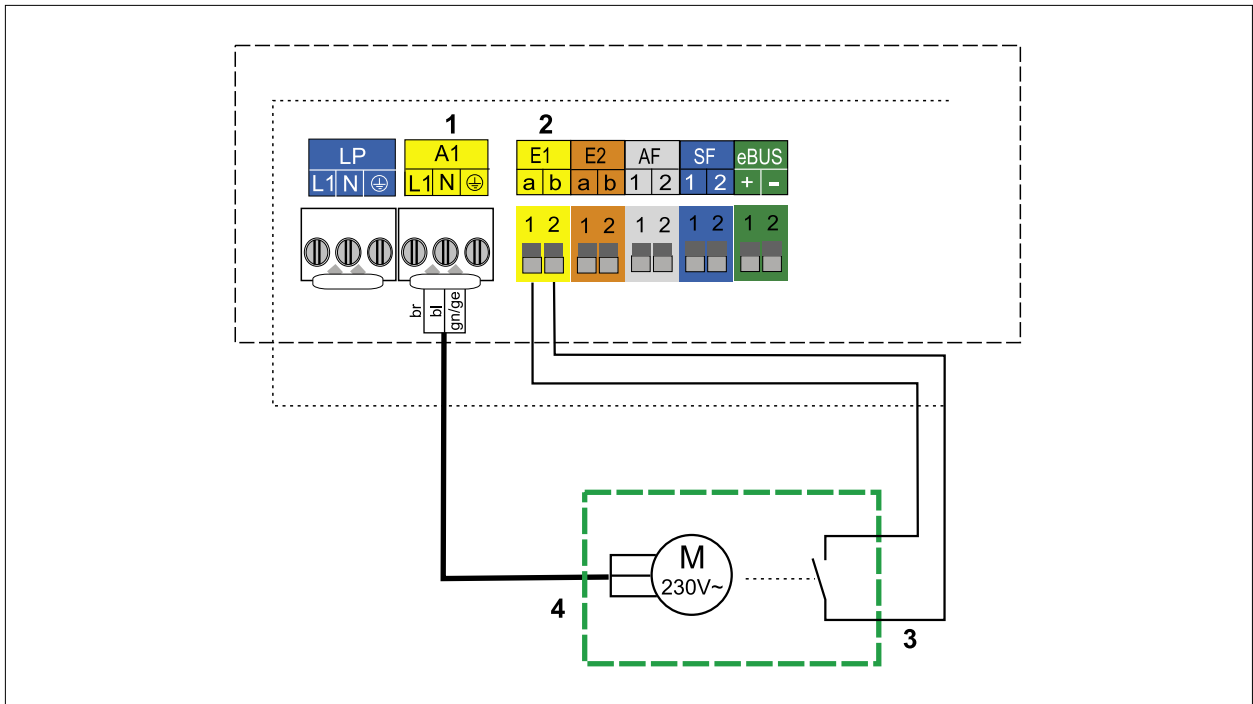 1 2
LP A1 E1 E2 AF SF eBUS
L1 N L1 N a b a b 1 2 1 2 + -
1 2 1 2 1 2 1 2 1 2
br bl gn/ge
M
230V~
4
3